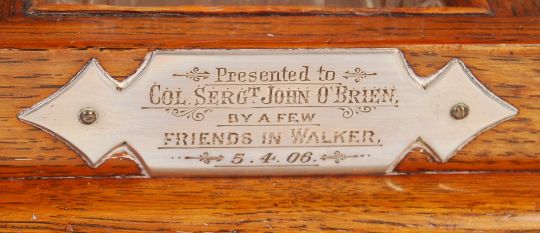 Presented to
COL. SERGT JOHN O'BRIEN,
BY A FEW
FRIENDS IN WALKER,
5.4.06.